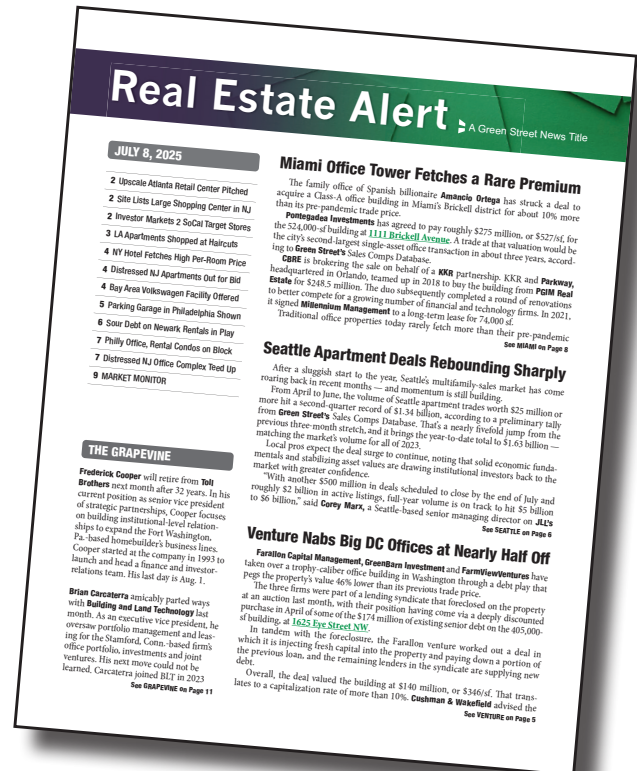 Real Estate Alert
A Green Street News Title
JULY 8, 2025
2 Upscale Atlanta Retail Center Pitched
2 Site Lists Large Shopping Center in NJ
2 Investor Markets 2 SoCal Target Stores
3 LA Apartments Shopped at Haircuts
4 NY Hotel Fetches High Per-Room Price
4 Distressed NJ Apartments Out for Bid
4 Bay Area Volkswagen Facility Offered
5 Parking Garage in Philadelphia Shown
6 Sour Debt on Newark Rentals in Play
7 Philly Office, Rental Condos on Block
7 Distressed NJ Office Complex Teed Up
9 MARKET MONITOR
THE GRAPEVINE
Frederick Cooper will retire from Toll
Brothers next month after 32 years. In his
current position as senior vice president
of strategic partnerships, Cooper focuses
on building institutional-level relation-
ships to expand the Fort Washington,
Pa.-based homebuilder's business lines.
Cooper started at the company in 1993 to
launch and head a finance and investor-
relations team. His last day is Aug. 1.
Brian Carcaterra amicably parted ways
with Building and Land Technology last
month. As an executive vice president, he
oversaw portfolio management and leas-
ing for the Stamford, Conn.-based firm's
office portfolio, investments and joint
ventures. His next move could not be
learned. Carcaterra joined BLT in 2023
See GRAPEVINE on Page 11
Miami Office Tower Fetches a Rare Premium
The family office of Spanish billionaire Amancio Ortega has struck a deal to
acquire a Class-A office building in Miami's Brickell district for about 10% more
than its pre-pandemic trade price.
Pontegadea Investments has agreed to pay roughly $275 million, or $527/sf, for
the 524,000-sf building at 1111 Brickell Avenue. A trade at that valuation would be
the city's second-largest single-asset office transaction in about three years, accord-
ing to Green Street's Sales Comps Database.
CBRE is brokering the sale on behalf of a KKR partnership. KKR and Parkway,
headquartered in Orlando, teamed up in 2018 to buy the building from PGIM Real
Estate for $248.5 million. The duo subsequently completed a round of renovations
to better compete for a growing number of financial and technology firms. In 2021,
it signed Millennium Management to a long-term lease for 74,000 sf.
Traditional office properties today rarely fetch more than their pre-pandemic
See MIAMI on Page 8
Seattle Apartment Deals Rebounding Sharply
After a sluggish start to the year, Seattle's multifamily-sales market has come
roaring back in recent months — and momentum is still building.
From April to June, the volume of Seattle apartment trades worth $25 million or
more hit a second-quarter record of $1.34 billion, according to a preliminary tally
from Green Street's Sales Comps Database. That's a nearly fivefold jump from the
previous three-month stretch, and it brings the year-to-date total to $1.63 billion —
matching the market's volume for all of 2023.
Local pros expect the deal surge to continue, noting that solid economic funda-
mentals and stabilizing asset values are drawing institutional investors back to the
market with greater confidence.
"With another $500 million in deals scheduled to close by the end of July and
roughly $2 billion in active listings, full-year volume is on track to hit $5 billion
to $6 billion," said Corey Marx, a Seattle-based senior managing director on JLL's
See SEATTLE on Page 6
Venture Nabs Big DC Offices at Nearly Half Off
Farallon Capital Management, GreenBarn Investment and FarmViewVentures have
taken over a trophy-caliber office building in Washington through a debt play that
pegs the property's value 46% lower than its previous trade price.
The three firms were part of a lending syndicate that foreclosed on the property
at an auction last month, with their position having come via a deeply discounted
purchase in April of some of the $174 million of existing senior debt on the 405,000-
sf building, at 1625 Eye Street NW.
In tandem with the foreclosure, the Farallon venture worked out a deal in
which it is injecting fresh capital into the property and paying down a portion of
the previous loan, and the remaining lenders in the syndicate are supplying new
debt.
Overall, the deal valued the building at $140 million, or $346/sf. That trans-
lates to a capitalization rate of more than 10%. Cushman & Wakefield advised the
See VENTURE on Page 5